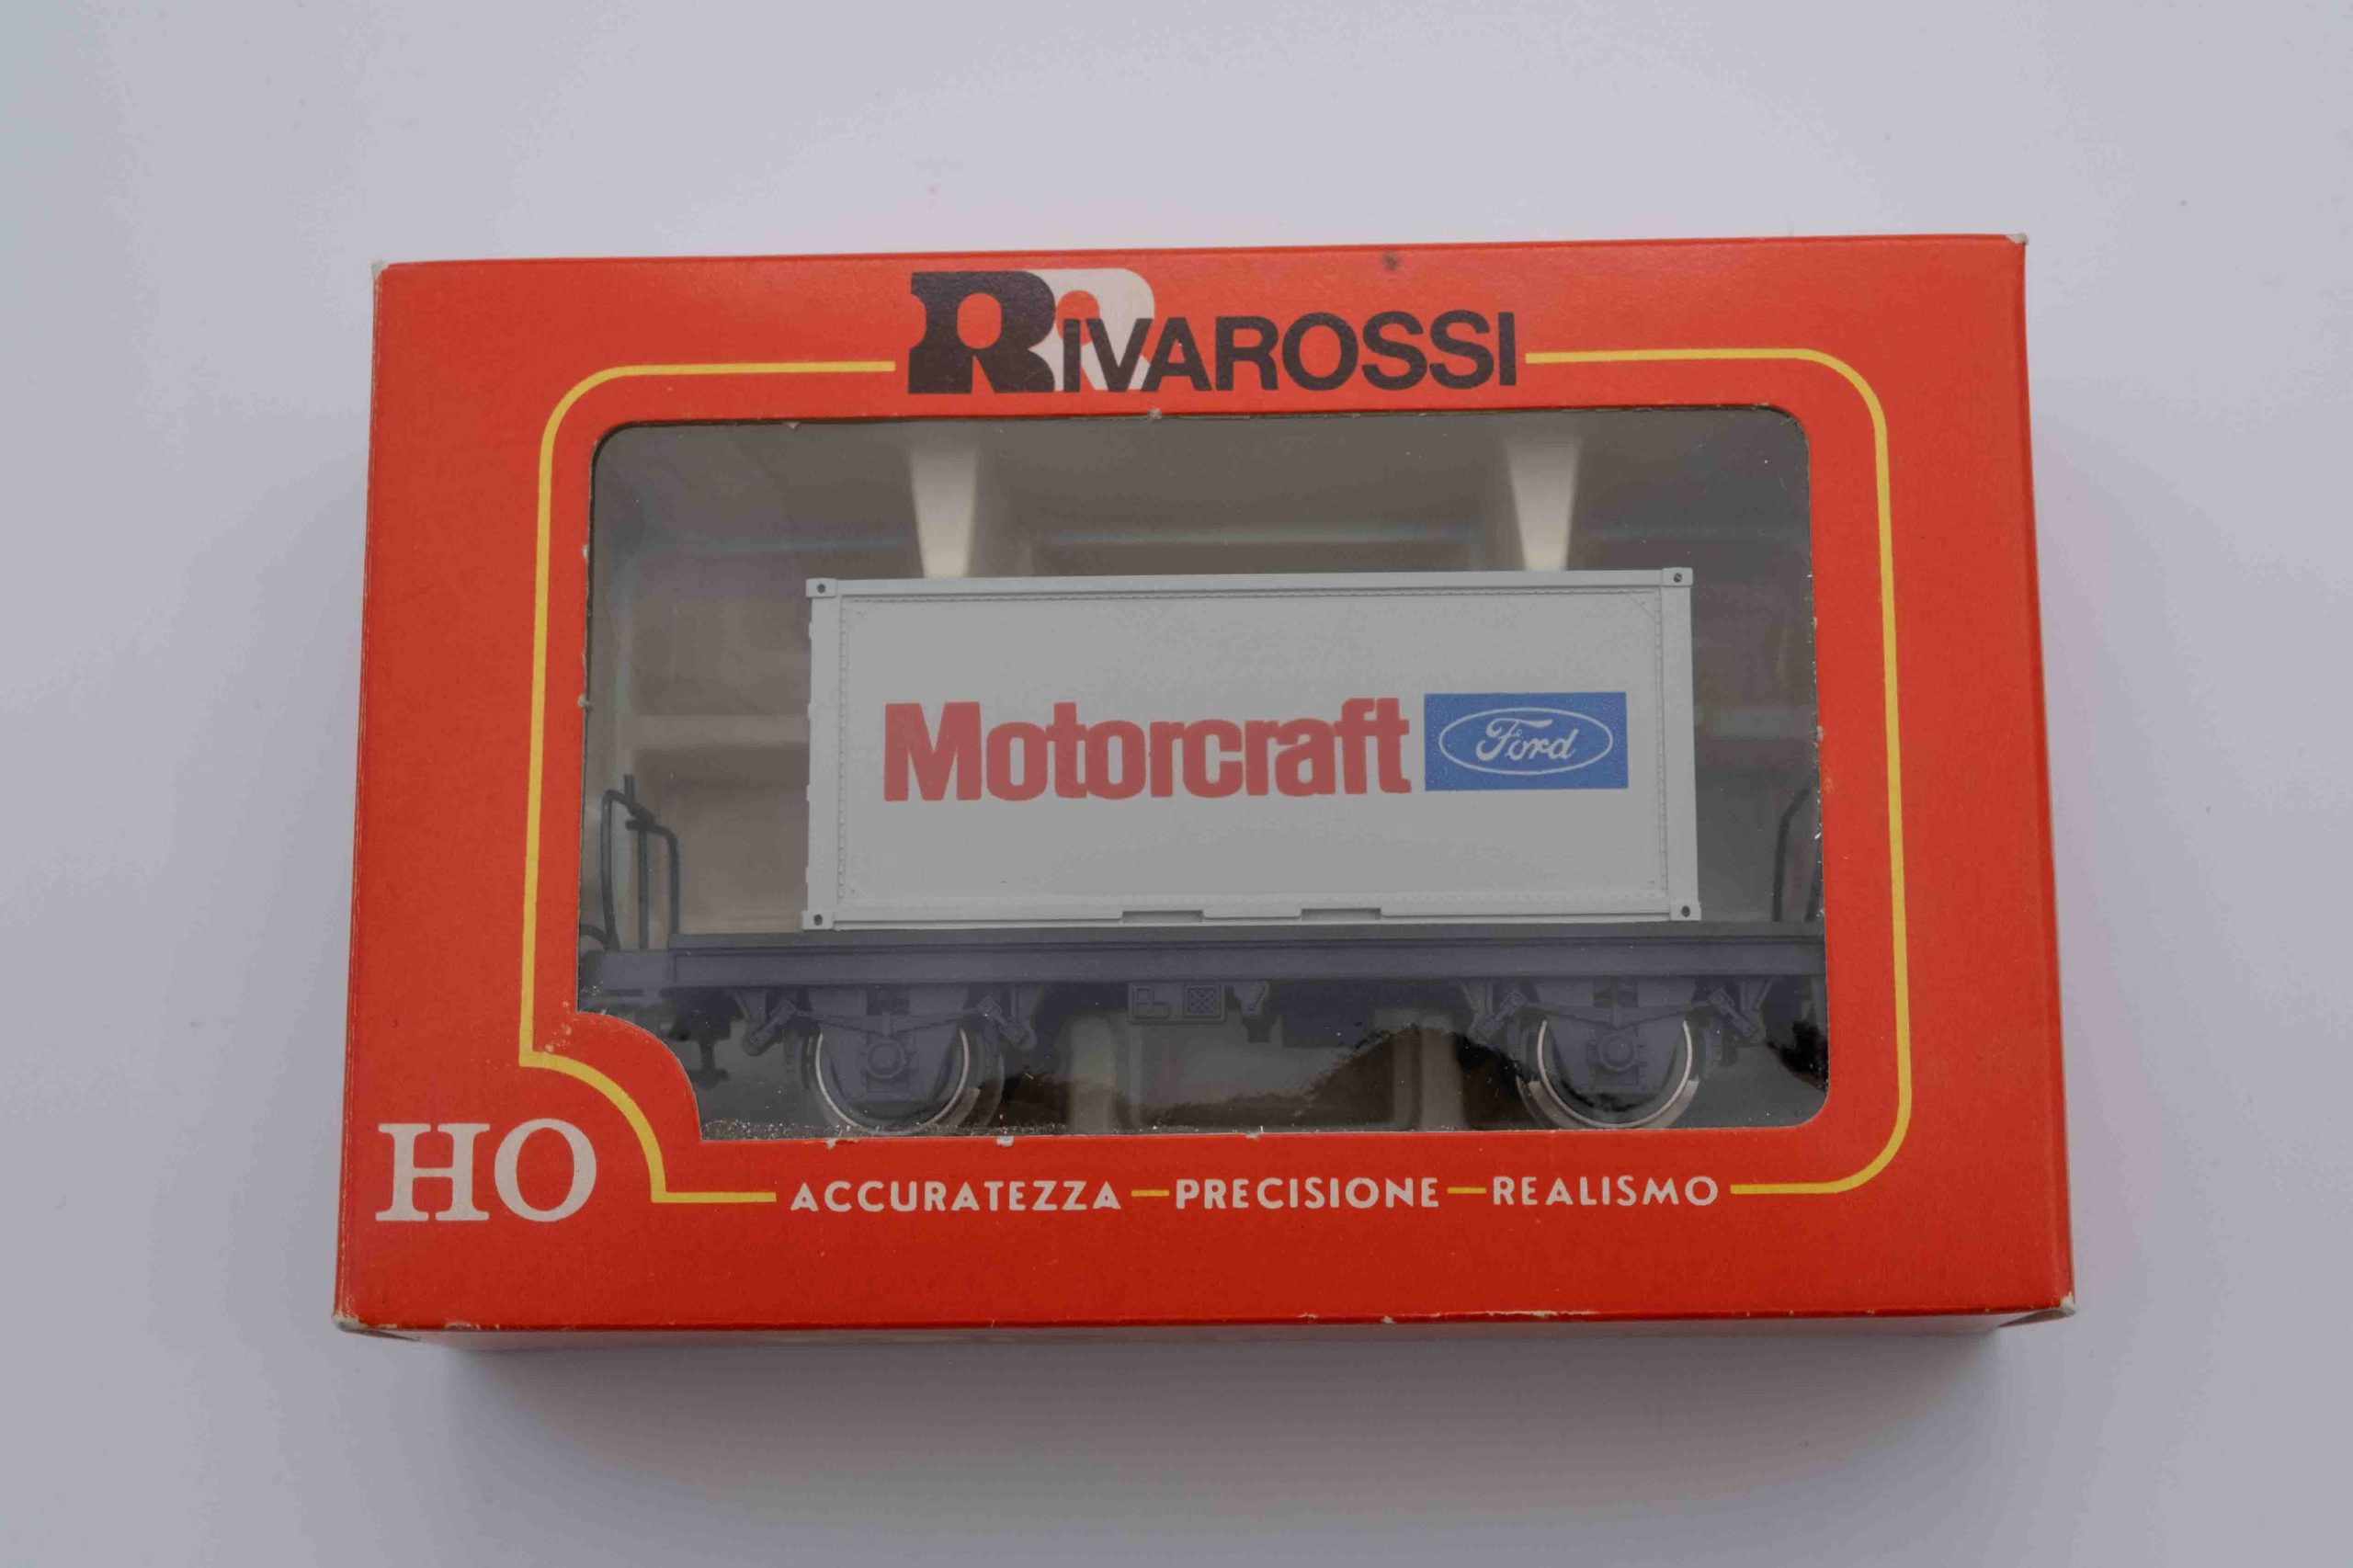 RIVAROSSI
Motorcraft Ford
HO
ACCURATEZZA—PRECISIONE—REALISMO